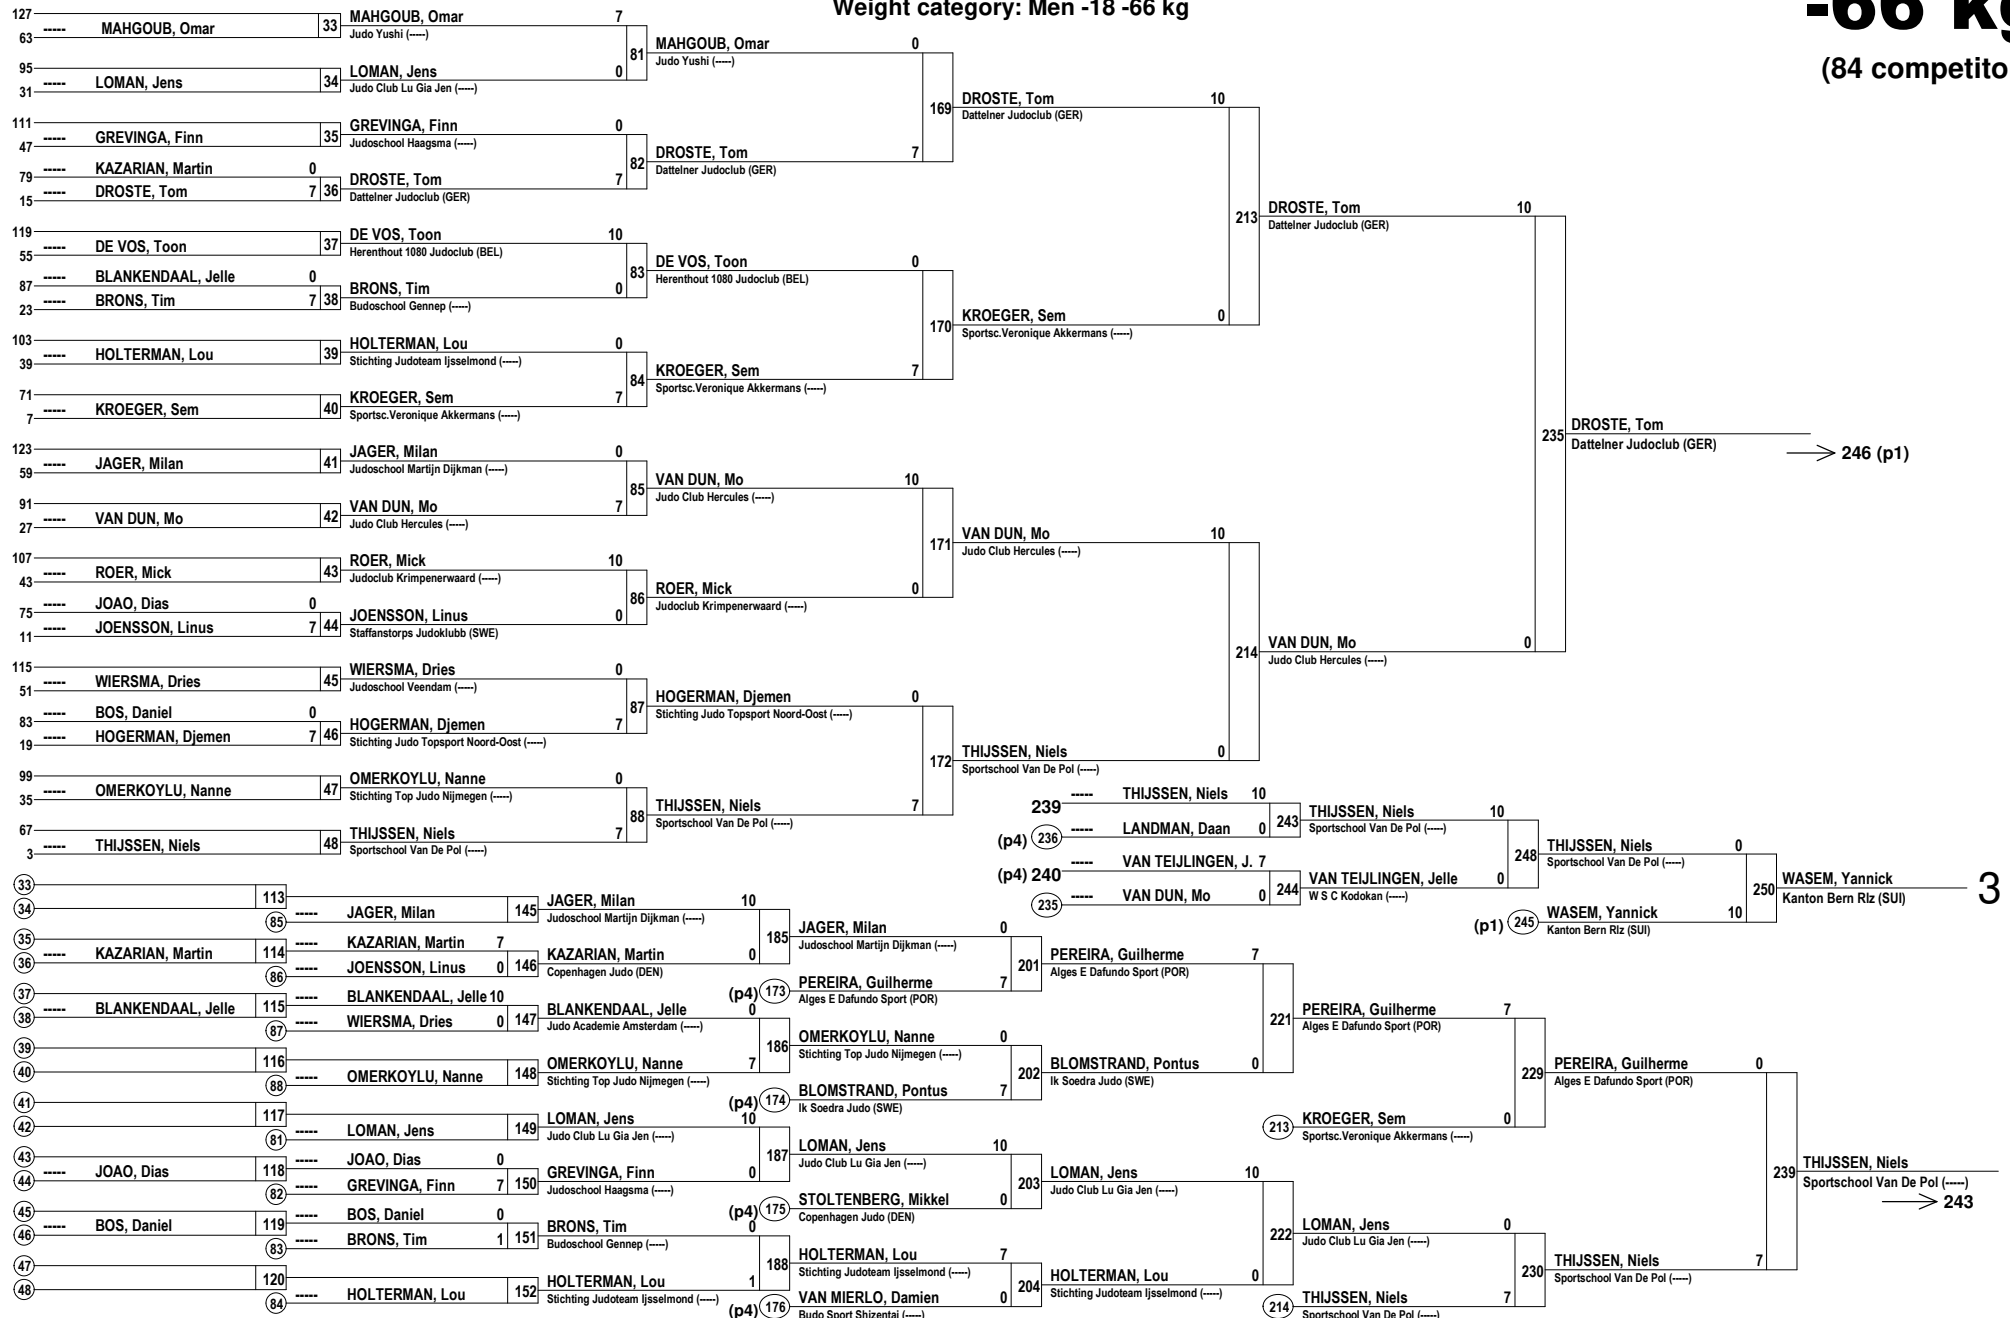 Weight category: Men -18 -66 kg
-66 kg
(84 competito
127
----- MAHGOUB, Omar 33
63
MAHGOUB, Omar 7
Judo Yushi (-----)
81
MAHGOUB, Omar 0
Judo Yushi (-----)
95
----- LOMAN, Jens 34
31
LOMAN, Jens 0
Judo Club Lu Gia Jen (-----)
169
DROSTE, Tom 10
Dattelner Judoclub (GER)
111
----- GREVINGA, Finn 35
47
GREVINGA, Finn 0
Judoschool Haagsma (-----)
82
DROSTE, Tom 7
Dattelner Judoclub (GER)
----- KAZARIAN, Martin 0
79
----- DROSTE, Tom 7 36
15
DROSTE, Tom 7
Dattelner Judoclub (GER)
213
DROSTE, Tom 10
Dattelner Judoclub (GER)
119
----- DE VOS, Toon 37
55
DE VOS, Toon 10
Herenthout 1080 Judoclub (BEL)
83
DE VOS, Toon 0
Herenthout 1080 Judoclub (BEL)
----- BLANKENDAAL, Jelle 0
87
----- BRONS, Tim 7 38
23
BRONS, Tim 0
Budoschool Gennep (-----)
170
KROEGER, Sem 0
Sportsc.Veronique Akkermans (-----)
103
----- HOLTERMAN, Lou 39
39
HOLTERMAN, Lou 0
Stichting Judoteam Ijsselmond (-----)
84
KROEGER, Sem 7
Sportsc.Veronique Akkermans (-----)
71
----- KROEGER, Sem 40
7
KROEGER, Sem 7
Sportsc.Veronique Akkermans (-----)
235
DROSTE, Tom
Dattelner Judoclub (GER)
246 (p1)
123
----- JAGER, Milan 41
59
JAGER, Milan 0
Judoschool Martijn Dijkman (-----)
85
VAN DUN, Mo 10
Judo Club Hercules (-----)
91
----- VAN DUN, Mo 42
27
VAN DUN, Mo 7
Judo Club Hercules (-----)
171
VAN DUN, Mo 10
Judo Club Hercules (-----)
107
----- ROER, Mick 43
43
ROER, Mick 10
Judoclub Krimpenerwaard (-----)
86
ROER, Mick 0
Judoclub Krimpenerwaard (-----)
----- JOAO, Dias 0
75
----- JOENSSON, Linus 7 44
11
JOENSSON, Linus 0
Staffanstorps Judoklubb (SWE)
214
VAN DUN, Mo 0
Judo Club Hercules (-----)
115
----- WIERSMA, Dries 45
51
WIERSMA, Dries 0
Judoschool Veendam (-----)
87
HOGERMAN, Djemen 0
Stichting Judo Topsport Noord-Oost (-----)
----- BOS, Daniel 0
83
----- HOGERMAN, Djemen 7 46
19
HOGERMAN, Djemen 7
Stichting Judo Topsport Noord-Oost (-----)
172
THIJSSEN, Niels 0
Sportschool Van De Pol (-----)
99
----- OMERKOYLU, Nanne 47
35
OMERKOYLU, Nanne 0
Stichting Top Judo Nijmegen (-----)
88
THIJSSEN, Niels 7
Sportschool Van De Pol (-----)
67
----- THIJSSEN, Niels 48
3
THIJSSEN, Niels 7
Sportschool Van De Pol (-----)
239 ----- THIJSSEN, Niels 10
(p4) 236 ----- LANDMAN, Daan 0 243
THIJSSEN, Niels 10
Sportschool Van De Pol (-----)
(p4) 240 ----- VAN TEIJLINGEN, J. 7
235 ----- VAN DUN, Mo 0 244
VAN TEIJLINGEN, Jelle 0
W S C Kodokan (-----)
248
THIJSSEN, Niels 0
Sportschool Van De Pol (-----)
(p1) 245 WASEM, Yannick 10
Kanton Bern Rlz (SUI)
250
WASEM, Yannick
Kanton Bern Rlz (SUI)
3
33
34
113
85 ----- JAGER, Milan 145
JAGER, Milan 10
Judoschool Martijn Dijkman (-----)
35
36 ----- KAZARIAN, Martin 114
----- KAZARIAN, Martin 7
86 ----- JOENSSON, Linus 0 146
KAZARIAN, Martin 0
Copenhagen Judo (DEN)
185
JAGER, Milan 0
Judoschool Martijn Dijkman (-----)
(p4) 173 PEREIRA, Guilherme 7
Alges E Dafundo Sport (POR)
201
PEREIRA, Guilherme 7
Alges E Dafundo Sport (POR)
37
38 ----- BLANKENDAAL, Jelle 115
----- BLANKENDAAL, Jelle 10
87 ----- WIERSMA, Dries 0 147
BLANKENDAAL, Jelle 0
Judo Academie Amsterdam (-----)
39
40
116
88 ----- OMERKOYLU, Nanne 148
OMERKOYLU, Nanne 7
Stichting Top Judo Nijmegen (-----)
186
OMERKOYLU, Nanne 0
Stichting Top Judo Nijmegen (-----)
(p4) 174 BLOMSTRAND, Pontus 7
Ik Soedra Judo (SWE)
202
BLOMSTRAND, Pontus 0
Ik Soedra Judo (SWE)
221
PEREIRA, Guilherme 7
Alges E Dafundo Sport (POR)
213 KROEGER, Sem 0
Sportsc.Veronique Akkermans (-----)
229
PEREIRA, Guilherme 0
Alges E Dafundo Sport (POR)
41
42
117
81 ----- LOMAN, Jens 149
LOMAN, Jens 10
Judo Club Lu Gia Jen (-----)
43
44 ----- JOAO, Dias 118
----- JOAO, Dias 0
82 ----- GREVINGA, Finn 7 150
GREVINGA, Finn 0
Judoschool Haagsma (-----)
187
LOMAN, Jens 10
Judo Club Lu Gia Jen (-----)
(p4) 175 STOLTENBERG, Mikkel 0
Copenhagen Judo (DEN)
203
LOMAN, Jens 10
Judo Club Lu Gia Jen (-----)
45
46 ----- BOS, Daniel 119
----- BOS, Daniel 0
83 ----- BRONS, Tim 1 151
BRONS, Tim 0
Budoschool Gennep (-----)
47
48
120
84 ----- HOLTERMAN, Lou 152
HOLTERMAN, Lou 1
Stichting Judoteam Ijsselmond (-----)
188
HOLTERMAN, Lou 7
Stichting Judoteam Ijsselmond (-----)
(p4) 176 VAN MIERLO, Damien 0
Budo Sport Shizentai (-----)
204
HOLTERMAN, Lou 0
Stichting Judoteam Ijsselmond (-----)
222
LOMAN, Jens 0
Judo Club Lu Gia Jen (-----)
214 THIJSSEN, Niels 7
Sportschool Van De Pol (-----)
230
THIJSSEN, Niels 7
Sportschool Van De Pol (-----)
239
THIJSSEN, Niels
Sportschool Van De Pol (-----)
243